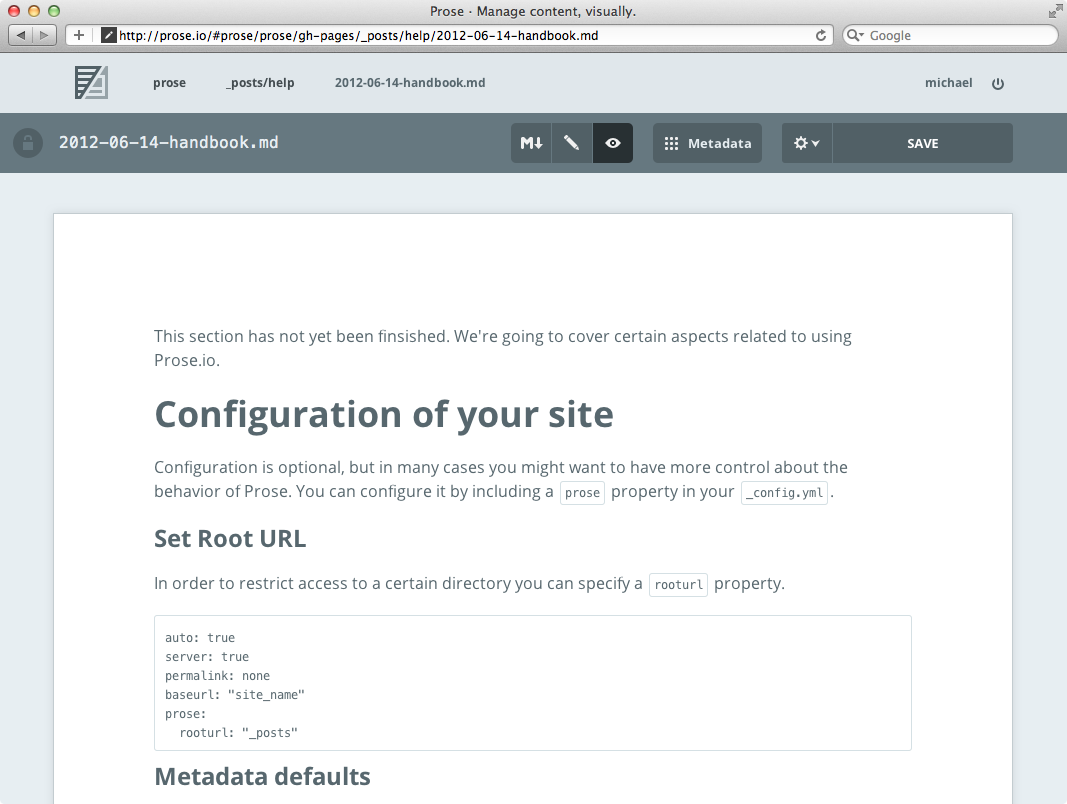 Prose · Manage content, visually.
http://prose.io/#prose/prose/gh-pages/_posts/help/2012-06-14-handbook.md
Google
prose _posts/help 2012-06-14-handbook.md michael
2012-06-14-handbook.md M Metadata SAVE
This section has not yet been finsished. We're going to cover certain aspects related to using
Prose.io.
Configuration of your site
Configuration is optional, but in many cases you might want to have more control about the
behavior of Prose. You can configure it by including a prose property in your _config.yml.
Set Root URL
In order to restrict access to a certain directory you can specify a rooturl property.
auto: true
server: true
permalink: none
baseurl: "site_name"
prose:
  rooturl: "_posts"
Metadata defaults